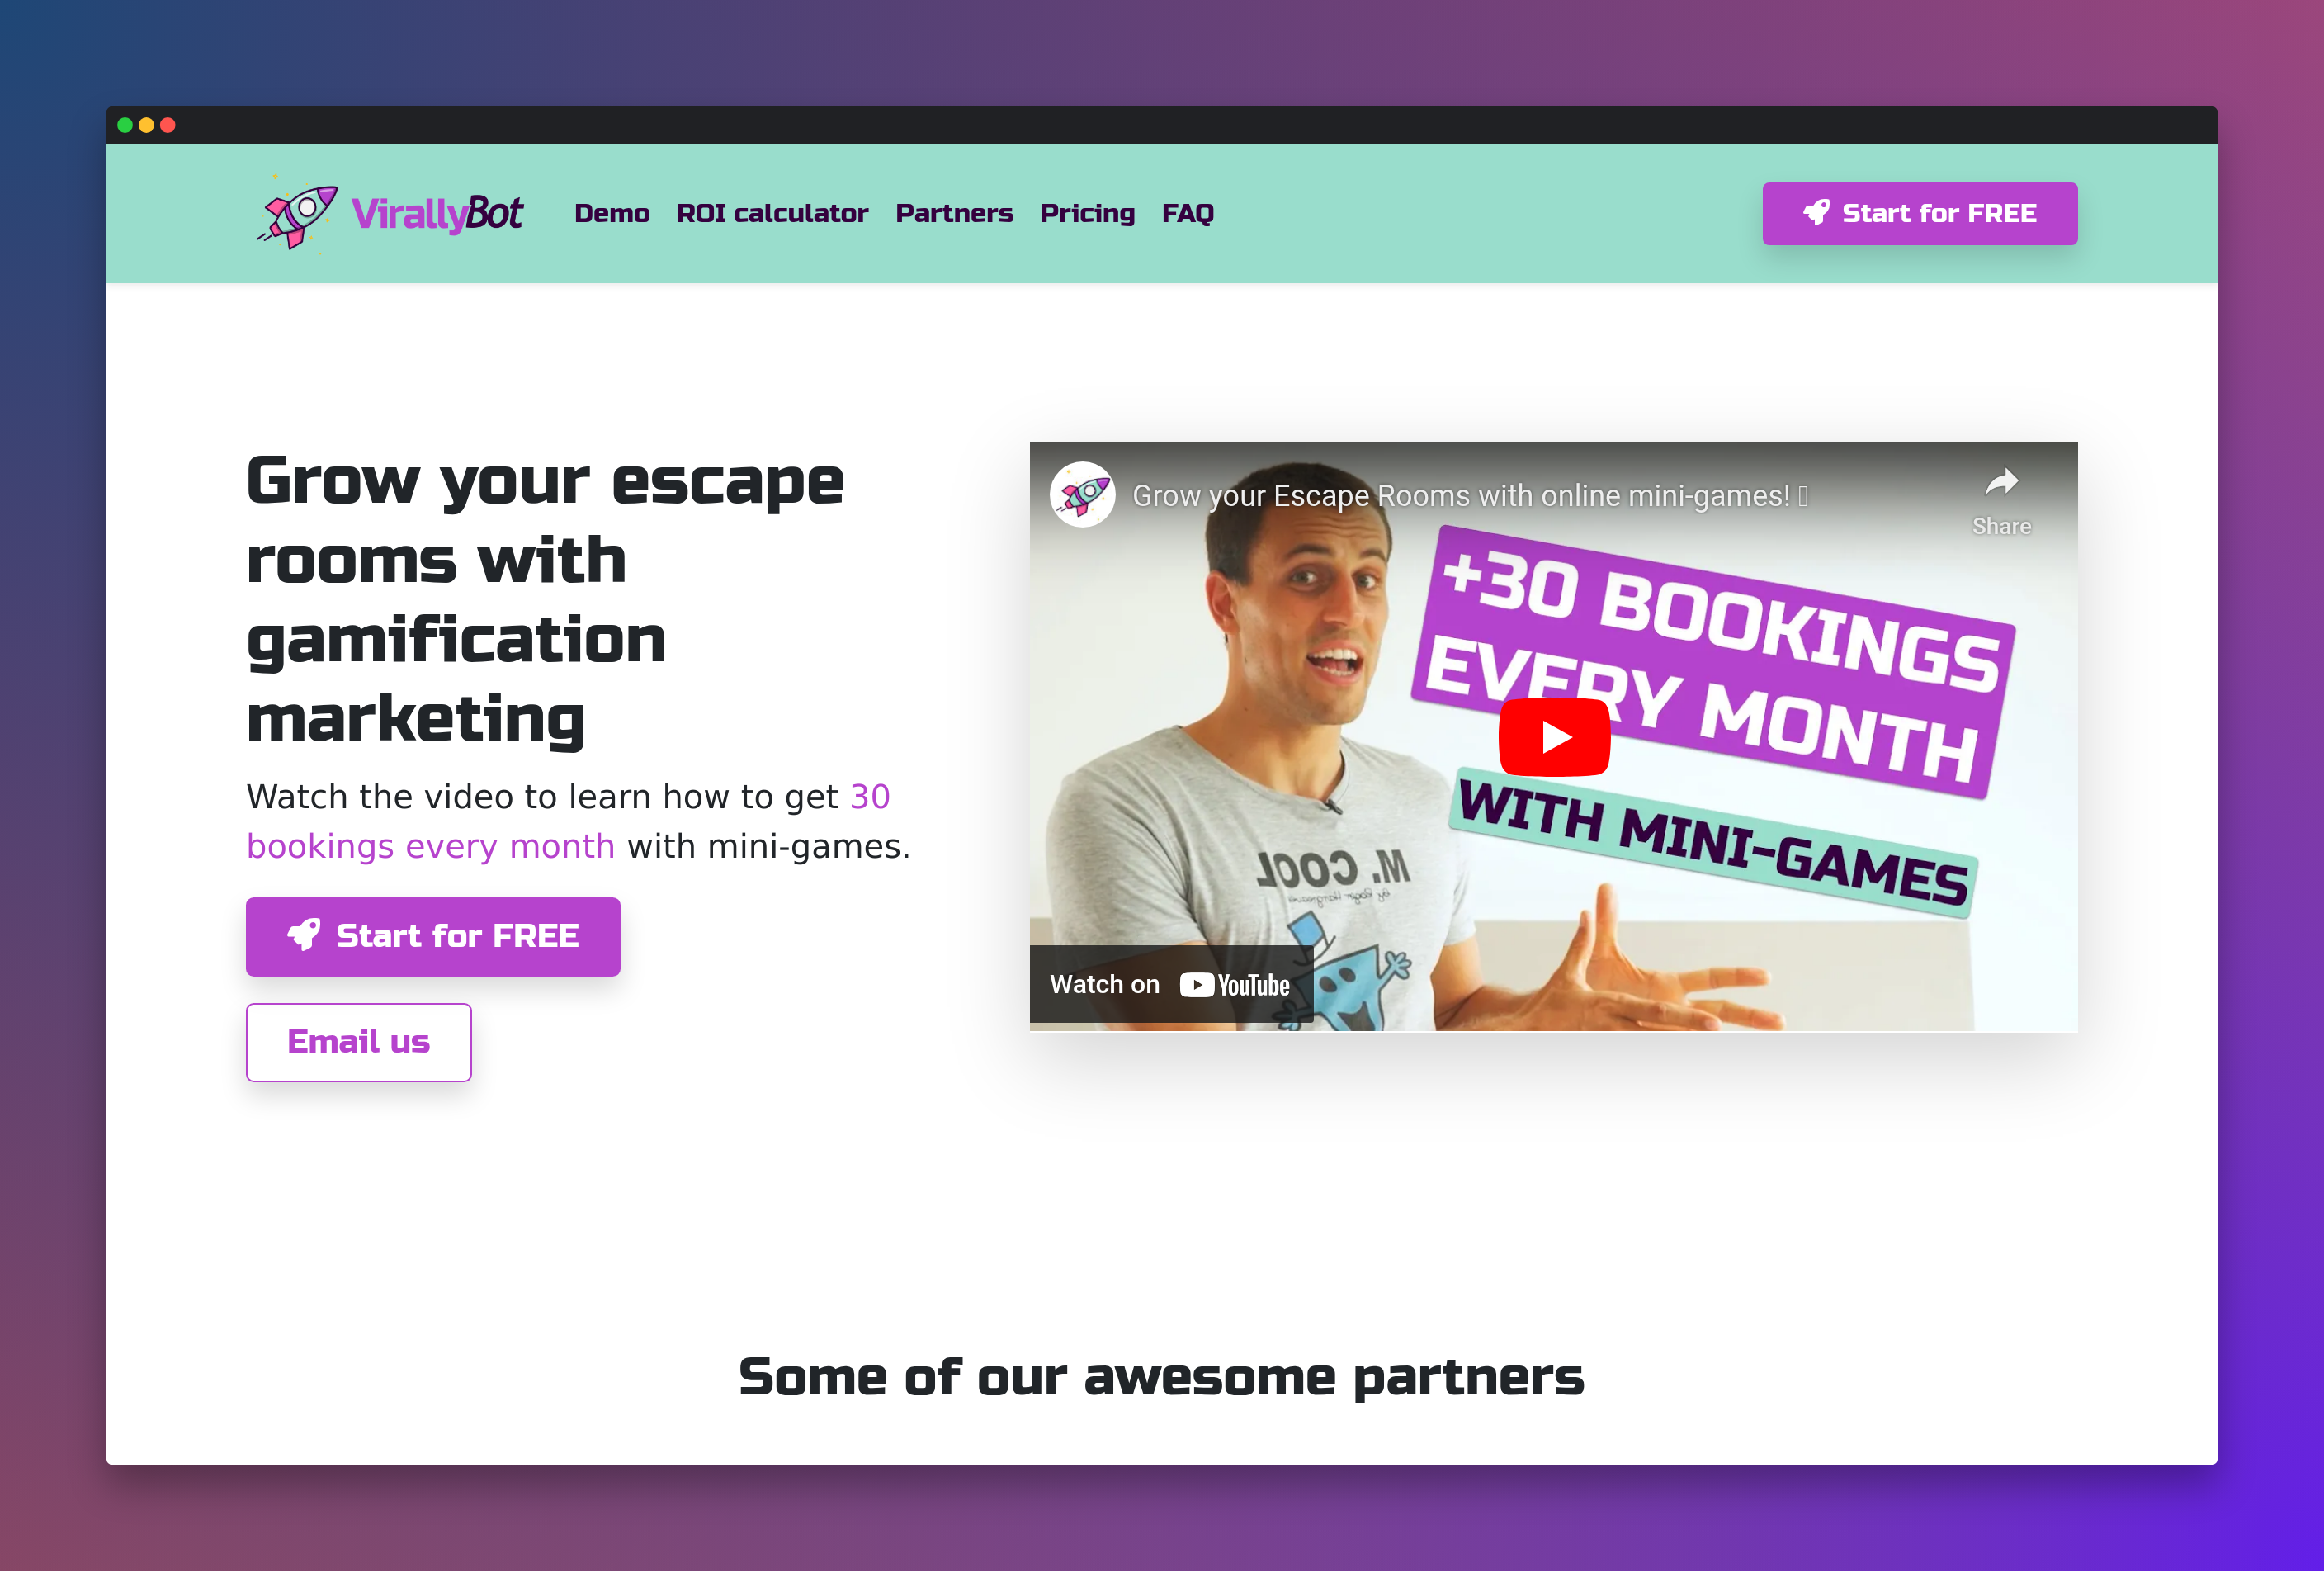 VirallyBot
Demo
ROI calculator
Partners
Pricing
FAQ
Start for FREE
Grow your escape
rooms with
gamification
marketing
Watch the video to learn how to get 30
bookings every month with mini-games.
Start for FREE
Email us
Grow your Escape Rooms with online mini-games!
Share
+30 BOOKINGS
EVERY MONTH
WITH MINI-GAMES
M. COOL
Watch on YouTube
Some of our awesome partners